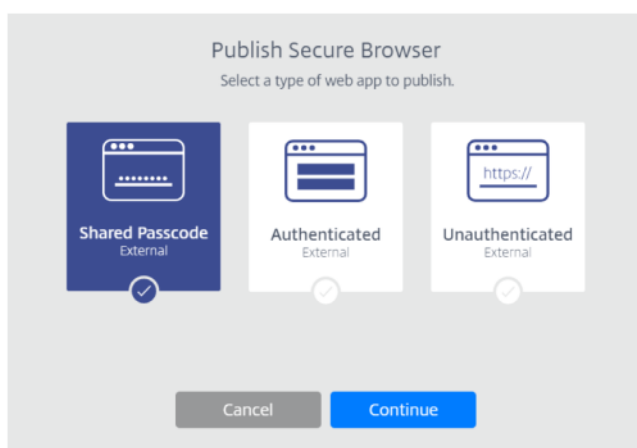 Publish Secure Browser
Select a type of web app to publish.
https://
Shared Passcode
External
Authenticated
External
Unauthenticated
External
Cancel
Continue